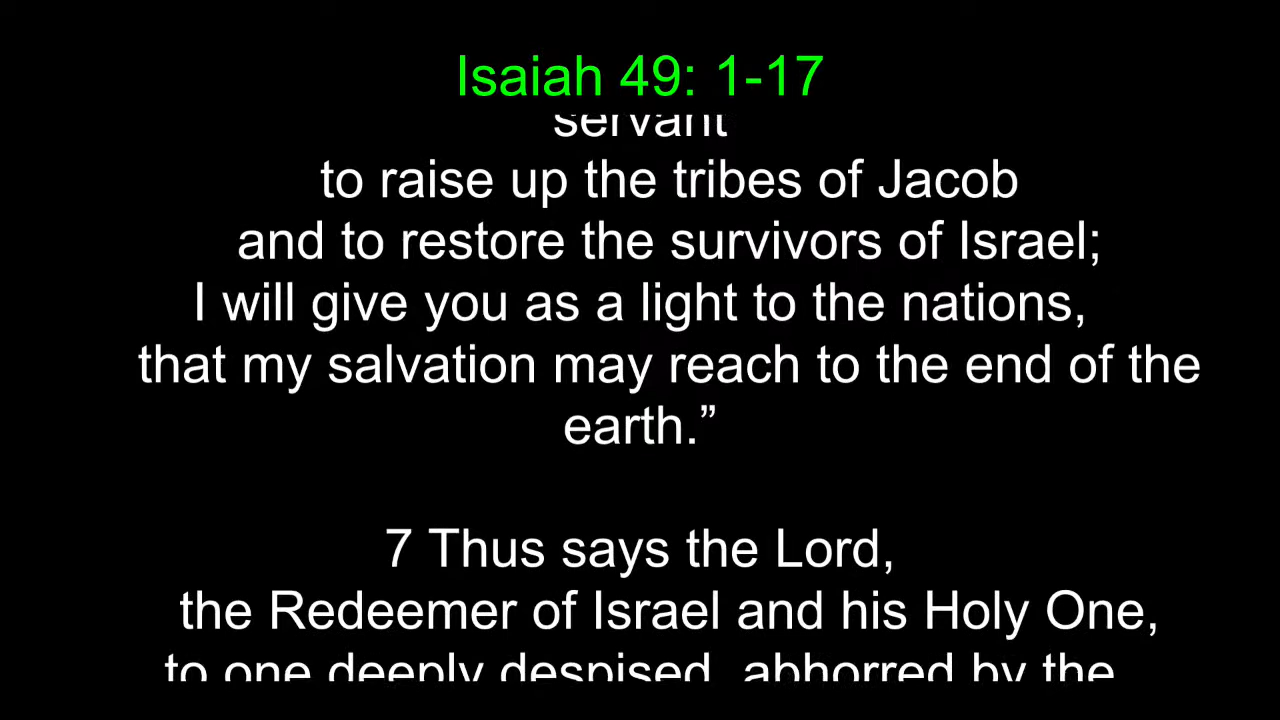 Isaiah 49: 1-17
servant
to raise up the tribes of Jacob
and to restore the survivors of Israel;
I will give you as a light to the nations,
that my salvation may reach to the end of the
earth.”
7 Thus says the Lord,
the Redeemer of Israel and his Holy One,
to one deeply despised, abhorred by the